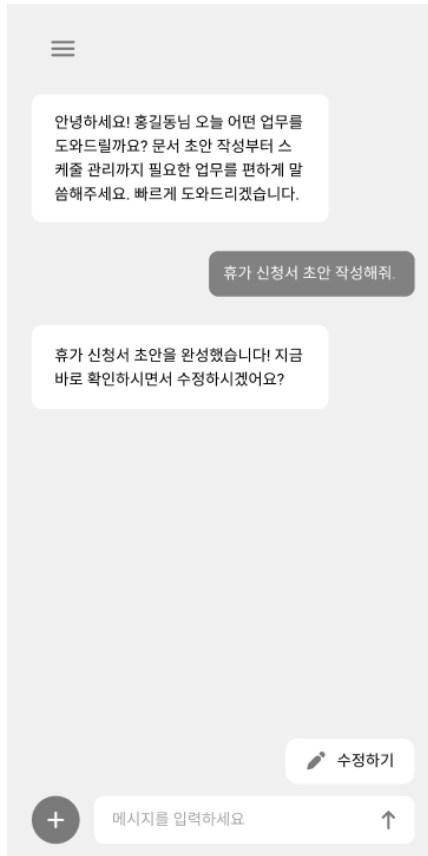 안녕하세요! 홍길동님 오늘 어떤 업무를
도와드릴까요? 문서 초안 작성부터 스
케줄 관리까지 필요한 업무를 편하게 말
씀해주세요. 빠르게 도와드리겠습니다.
휴가 신청서 초안 작성해줘.
휴가 신청서 초안을 완성했습니다! 지금
바로 확인하시면서 수정하시겠어요?
수정하기
메시지를 입력하세요